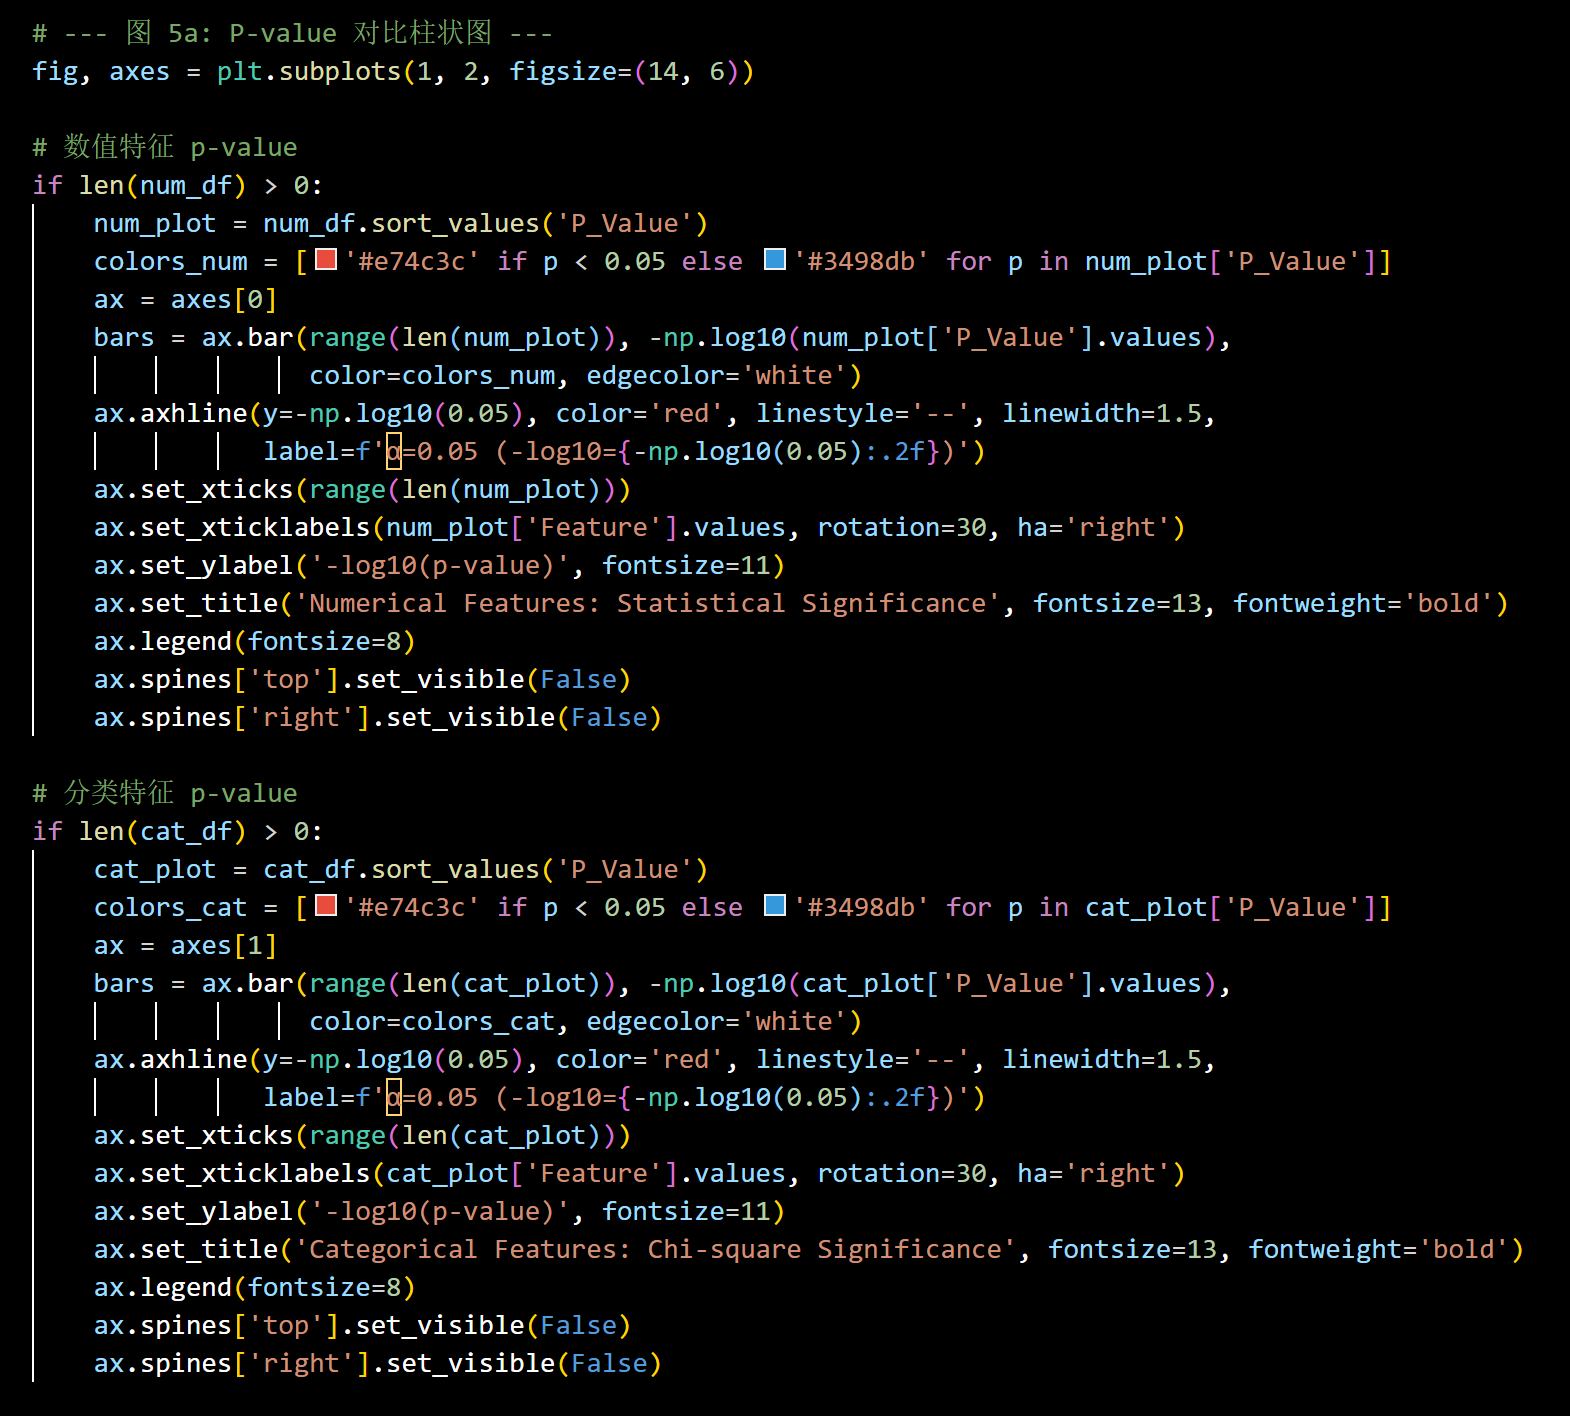 # --- 图 5a: P-value 对比柱状图 ---
fig, axes = plt.subplots(1, 2, figsize=(14, 6))
# 数值特征 p-value
if len(num_df) > 0:
    num_plot = num_df.sort_values('P_Value')
    colors_num = ['#e74c3c' if p < 0.05 else '#3498db' for p in num_plot['P_Value']]
    ax = axes[0]
    bars = ax.bar(range(len(num_plot)), -np.log10(num_plot['P_Value'].values),
                  color=colors_num, edgecolor='white')
    ax.axhline(y=-np.log10(0.05), color='red', linestyle='--', linewidth=1.5,
               label=f'α=0.05 (-log10={-np.log10(0.05):.2f})')
    ax.set_xticks(range(len(num_plot)))
    ax.set_xticklabels(num_plot['Feature'].values, rotation=30, ha='right')
    ax.set_ylabel('-log10(p-value)', fontsize=11)
    ax.set_title('Numerical Features: Statistical Significance', fontsize=13, fontweight='bold')
    ax.legend(fontsize=8)
    ax.spines['top'].set_visible(False)
    ax.spines['right'].set_visible(False)
# 分类特征 p-value
if len(cat_df) > 0:
    cat_plot = cat_df.sort_values('P_Value')
    colors_cat = ['#e74c3c' if p < 0.05 else '#3498db' for p in cat_plot['P_Value']]
    ax = axes[1]
    bars = ax.bar(range(len(cat_plot)), -np.log10(cat_plot['P_Value'].values),
                  color=colors_cat, edgecolor='white')
    ax.axhline(y=-np.log10(0.05), color='red', linestyle='--', linewidth=1.5,
               label=f'α=0.05 (-log10={-np.log10(0.05):.2f})')
    ax.set_xticks(range(len(cat_plot)))
    ax.set_xticklabels(cat_plot['Feature'].values, rotation=30, ha='right')
    ax.set_ylabel('-log10(p-value)', fontsize=11)
    ax.set_title('Categorical Features: Chi-square Significance', fontsize=13, fontweight='bold')
    ax.legend(fontsize=8)
    ax.spines['top'].set_visible(False)
    ax.spines['right'].set_visible(False)